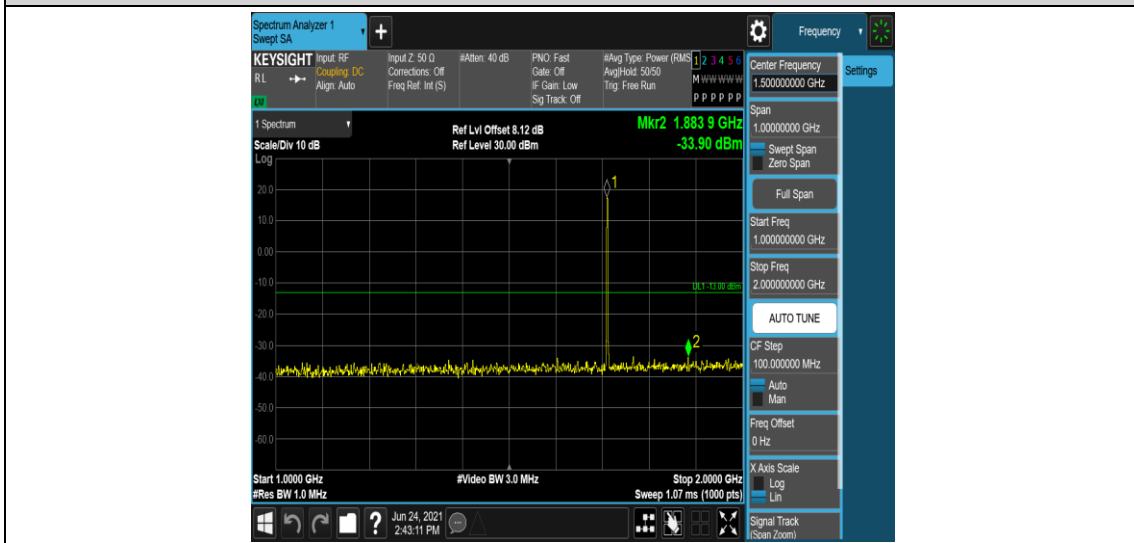 Spectrum Analyzer 1
Swept SA
+
Frequency
KEYSIGHT
RL
LXI
Input: RF
Coupling: DC
Align: Auto
Input Z: 50 Ω
Corrections: Off
Freq Ref: Int (S)
#Atten: 40 dB
PNO: Fast
Gate: Off
IF Gain: Low
Sig Track: Off
#Avg Type: Power (RMS
Avg|Hold: 50/50
Trig: Free Run
1 2 3 4 5 6
M W W W W W
P P P P P P
1 Spectrum
Scale/Div 10 dB
Log
Ref Lvl Offset 8.12 dB
Ref Level 30.00 dBm
Mkr2 1.883 9 GHz
-33.90 dBm
1
20.0
10.0
0.00
-10.0
DL1 -13.00 dBm
-20.0
-30.0
2
-40.0
-50.0
-60.0
Start 1.0000 GHz
#Res BW 1.0 MHz
#Video BW 3.0 MHz
Stop 2.0000 GHz
Sweep 1.07 ms (1000 pts)
?
Jun 24, 2021
2:43:11 PM
Center Frequency
1.500000000 GHz
Settings
Span
1.00000000 GHz
Swept Span
Zero Span
Full Span
Start Freq
1.000000000 GHz
Stop Freq
2.000000000 GHz
AUTO TUNE
CF Step
100.000000 MHz
Auto
Man
Freq Offset
0 Hz
X Axis Scale
Log
Lin
Signal Track
(Span Zoom)